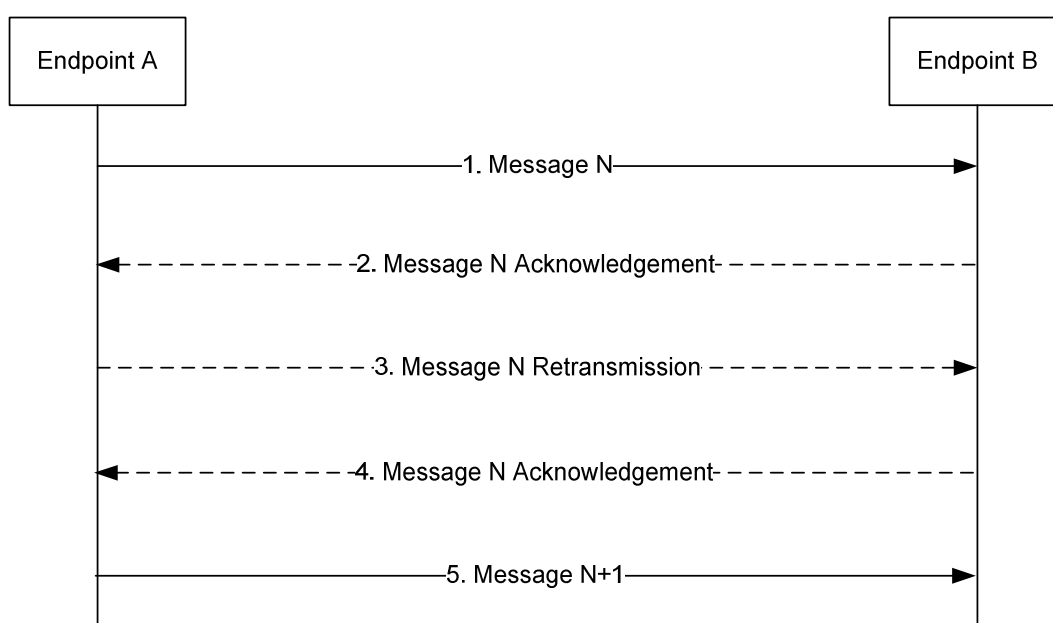 Endpoint A
Endpoint B
1. Message N
2. Message N Acknowledgement
3. Message N Retransmission
4. Message N Acknowledgement
5. Message N+1